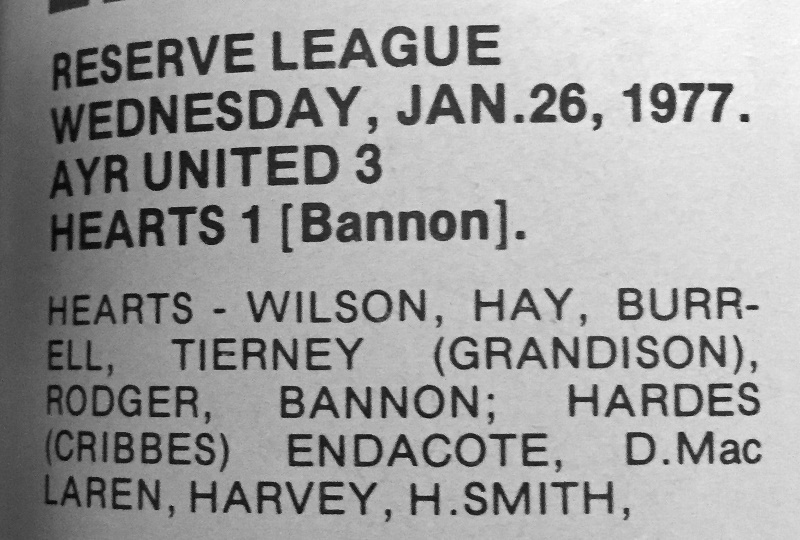 RESERVE LEAGUE
WEDNESDAY, JAN.26, 1977.
AYR UNITED 3
HEARTS 1 [Bannon].
HEARTS - WILSON, HAY, BURR-
ELL, TIERNEY (GRANDISON),
RODGER, BANNON; HARDES
(CRIBBES) ENDACOTE, D.Mac
LAREN, HARVEY, H.SMITH,